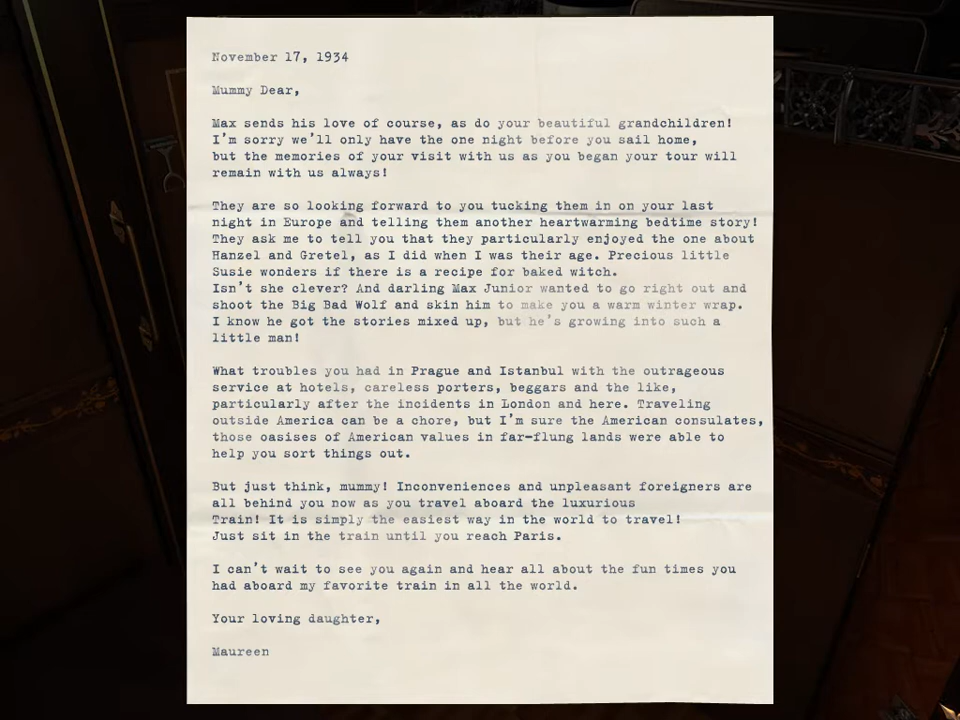 November 17, 1934
Mummy Dear,
Max sends his love of course, as do your beautiful grandchildren!
I'm sorry we'll only have the one night before you sail home,
but the memories of your visit with us as you began your tour will
remain with us always!
They are so looking forward to you tucking them in on your last
night in Europe and telling them another heartwarming bedtime story!
They ask me to tell you that they particularly enjoyed the one about
Hanzel and Gretel, as I did when I was their age. Precious little
Susie wonders if there is a recipe for baked witch.
Isn't she clever? And darling Max Junior wanted to go right out and
shoot the Big Bad Wolf and skin him to make you a warm winter wrap.
I know he got the stories mixed up, but he's growing into such a
little man!
What troubles you had in Prague and Istanbul with the outrageous
service at hotels, careless porters, beggars and the like,
particularly after the incidents in London and here. Traveling
outside America can be a chore, but I'm sure the American consulates,
those oasises of American values in far-flung lands were able to
help you sort things out.
But just think, mummy! Inconveniences and unpleasant foreigners are
all behind you now as you travel aboard the luxurious
Train! It is simply the easiest way in the world to travel!
Just sit in the train until you reach Paris.
I can't wait to see you again and hear all about the fun times you
had aboard my favorite train in all the world.
Your loving daughter,
Maureen